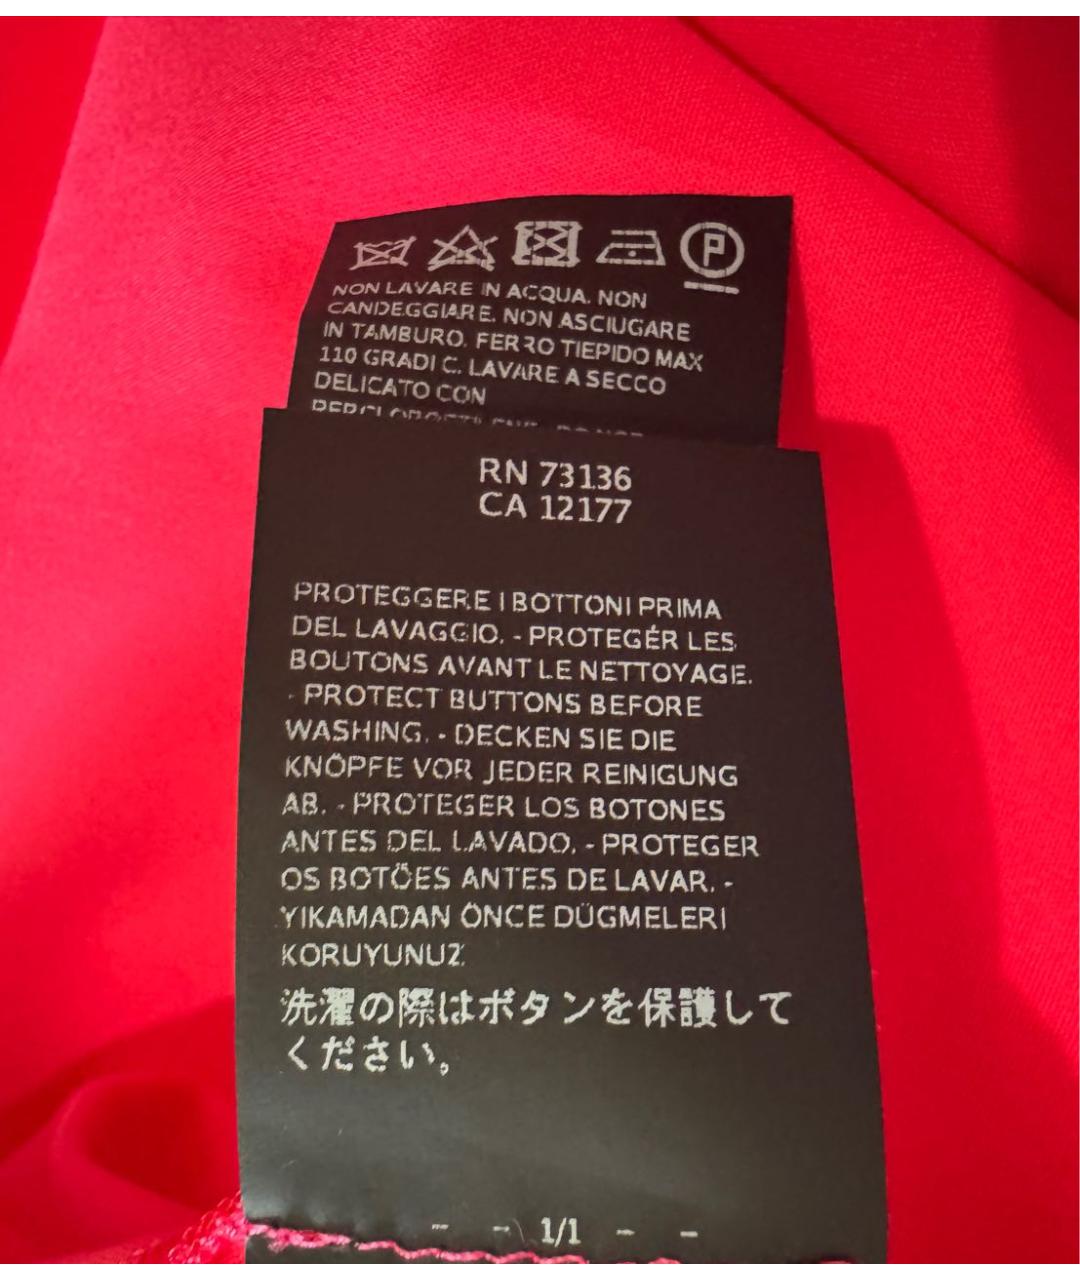 P
NON LAVARE IN ACQUA. NON
CANDEGGIARE. NON ASCIUGARE
IN TAMBURO. FERRO TIEPIDO MAX
110 GRADI C. LAVARE A SECCO
DELICATO CON
RN 73136
CA 12177
PROTEGGERE I BOTTONI PRIMA
DEL LAVAGGIO. - PROTEGÉR LES
BOUTONS AVANT LE NETTOYAGE.
- PROTECT BUTTONS BEFORE
WASHING. - DECKEN SIE DIE
KNÖPFE VOR JEDER REINIGUNG
AB. - PROTEGER LOS BOTONES
ANTES DEL LAVADO. - PROTEGER
OS BOTÕES ANTES DE LAVAR. -
YIKAMADAN ÖNCE DÜGMELERI
KORUYUNUZ.
洗濯の際はボタンを保護して
ください。
- - 1/1 - -